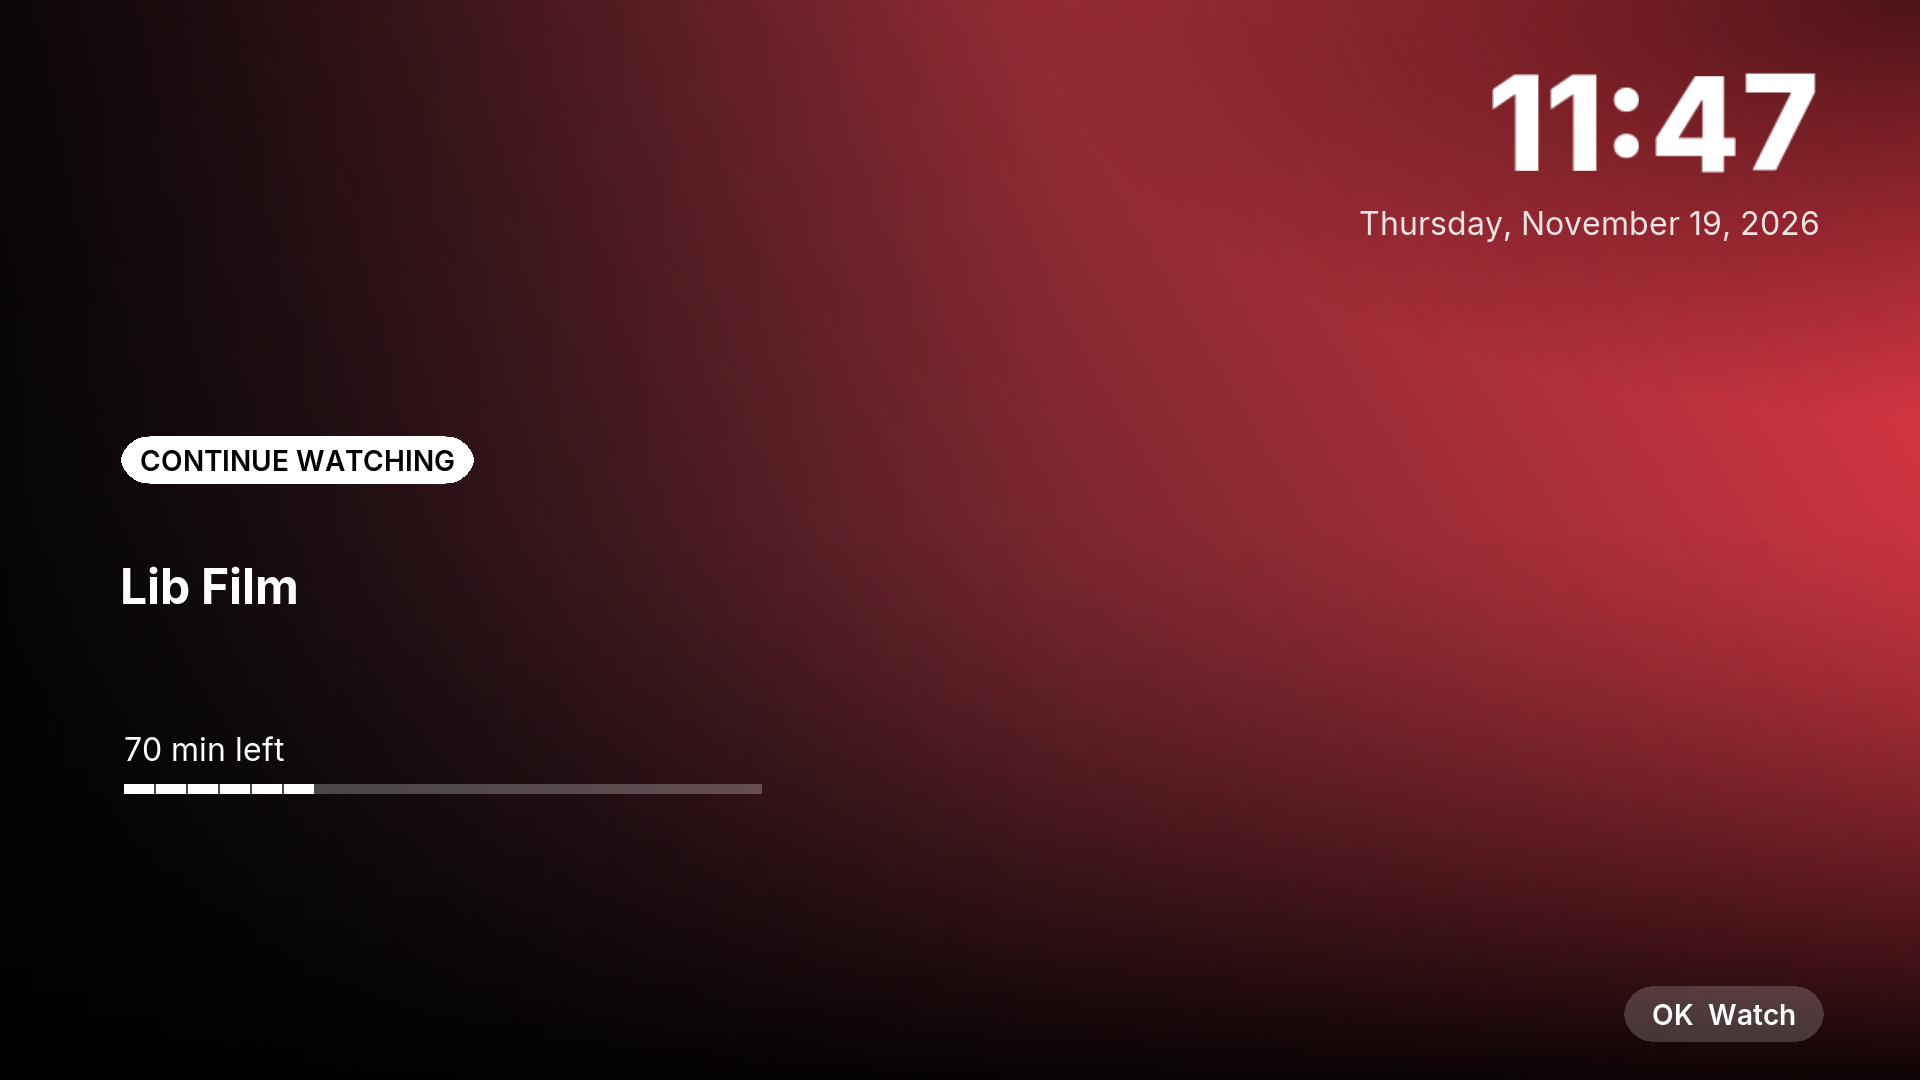 11:47
Thursday, November 19, 2026
CONTINUE WATCHING
Lib Film
70 min left
OK Watch